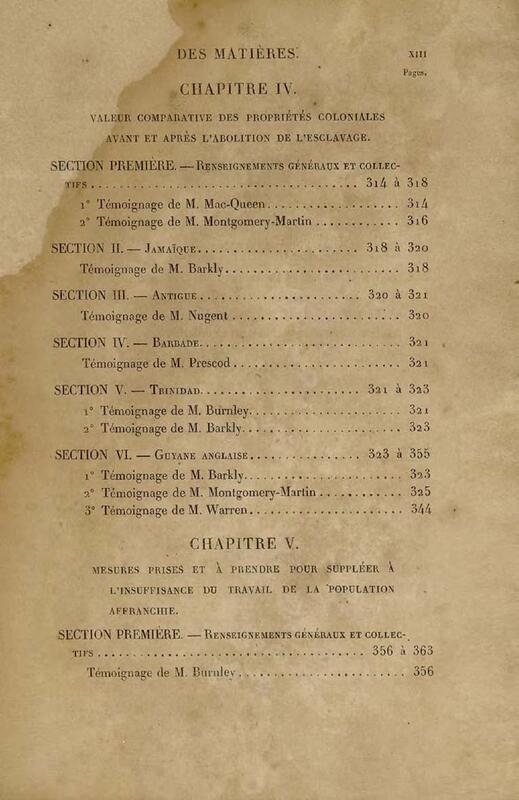 DES MATIÈRES. XIII
Pages.
CHAPITRE IV.
VALEUR COMPARATIVE DES PROPRIÉTÉS COLONIALES
AVANT ET APRÈS L'ABOLITION DE L'ESCLAVAGE.
SECTION PREMIÈRE. — RENSEIGNEMENTS GÉNÉRAUX ET COLLEC-
TIFS ........ 314 à 318
1° Témoignage de M. Mac-Queen ........ 314
2° Témoignage de M. Montgomery-Martin ........ 316
SECTION II. — JAMAÏQUE ........ 318 à 320
Témoignage de M. Barkly ........ 318
SECTION III. — ANTIGUE ........ 320 à 321
Témoignage de M. Nugent ........ 320
SECTION IV. — BARBADE ........ 321
Témoignage de M. Prescod ........ 321
SECTION V. — TRINIDAD ........ 321 à 323
1° Témoignage de M. Burnley ........ 321
2° Témoignage de M. Barkly ........ 323
SECTION VI. — GUYANE ANGLAISE ........ 323 à 355
1° Témoignage de M. Barkly ........ 323
2° Témoignage de M. Montgomery-Martin ........ 325
3° Témoignage de M. Warren ........ 344
CHAPITRE V.
MESURES PRISES ET À PRENDRE POUR SUPPLÉER À
L'INSUFFISANCE DU TRAVAIL DE LA POPULATION
AFFRANCHIE.
SECTION PREMIÈRE. — RENSEIGNEMENTS GÉNÉRAUX ET COLLEC-
TIFS ........ 356 à 363
Témoignage de M. Burnley ........ 356